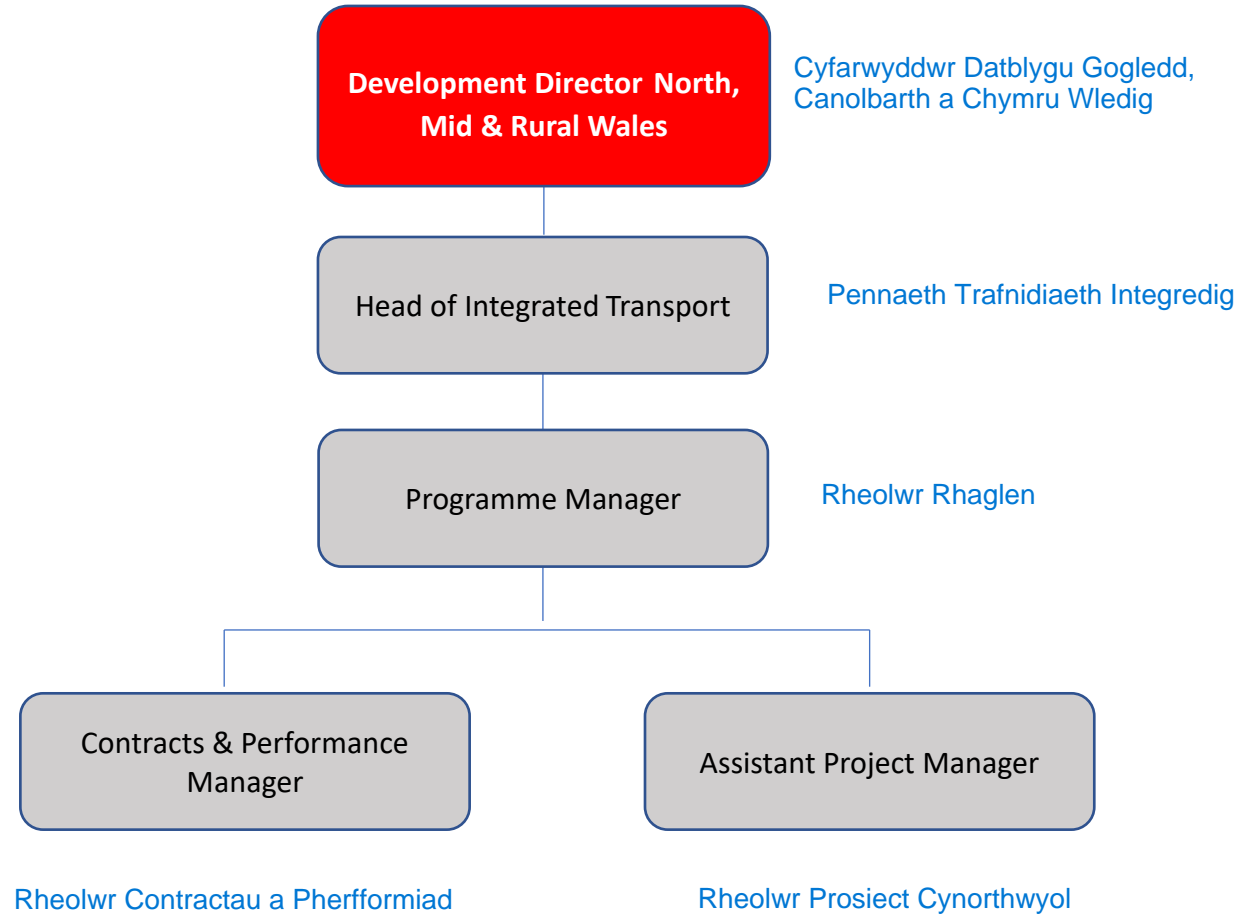 Development Director North,
Mid & Rural Wales
Cyfarwyddwr Datblygu Gogledd,
Canolbarth a Chymru Wledig
Head of Integrated Transport
Pennaeth Trafnidiaeth Integredig
Programme Manager
Rheolwr Rhaglen
Contracts & Performance
Manager
Assistant Project Manager
Rheolwr Contractau a Pherfformiad
Rheolwr Prosiect Cynorthwyol